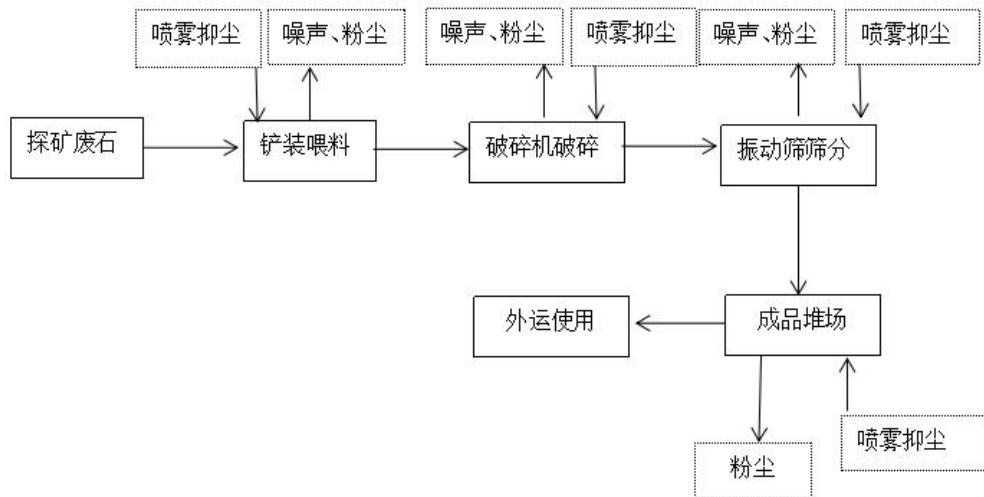 喷雾抑尘
噪声、粉尘
噪声、粉尘
喷雾抑尘
噪声、粉尘
喷雾抑尘
探矿废石
铲装喂料
破碎机破碎
振动筛筛分
外运使用
成品堆场
粉尘
喷雾抑尘